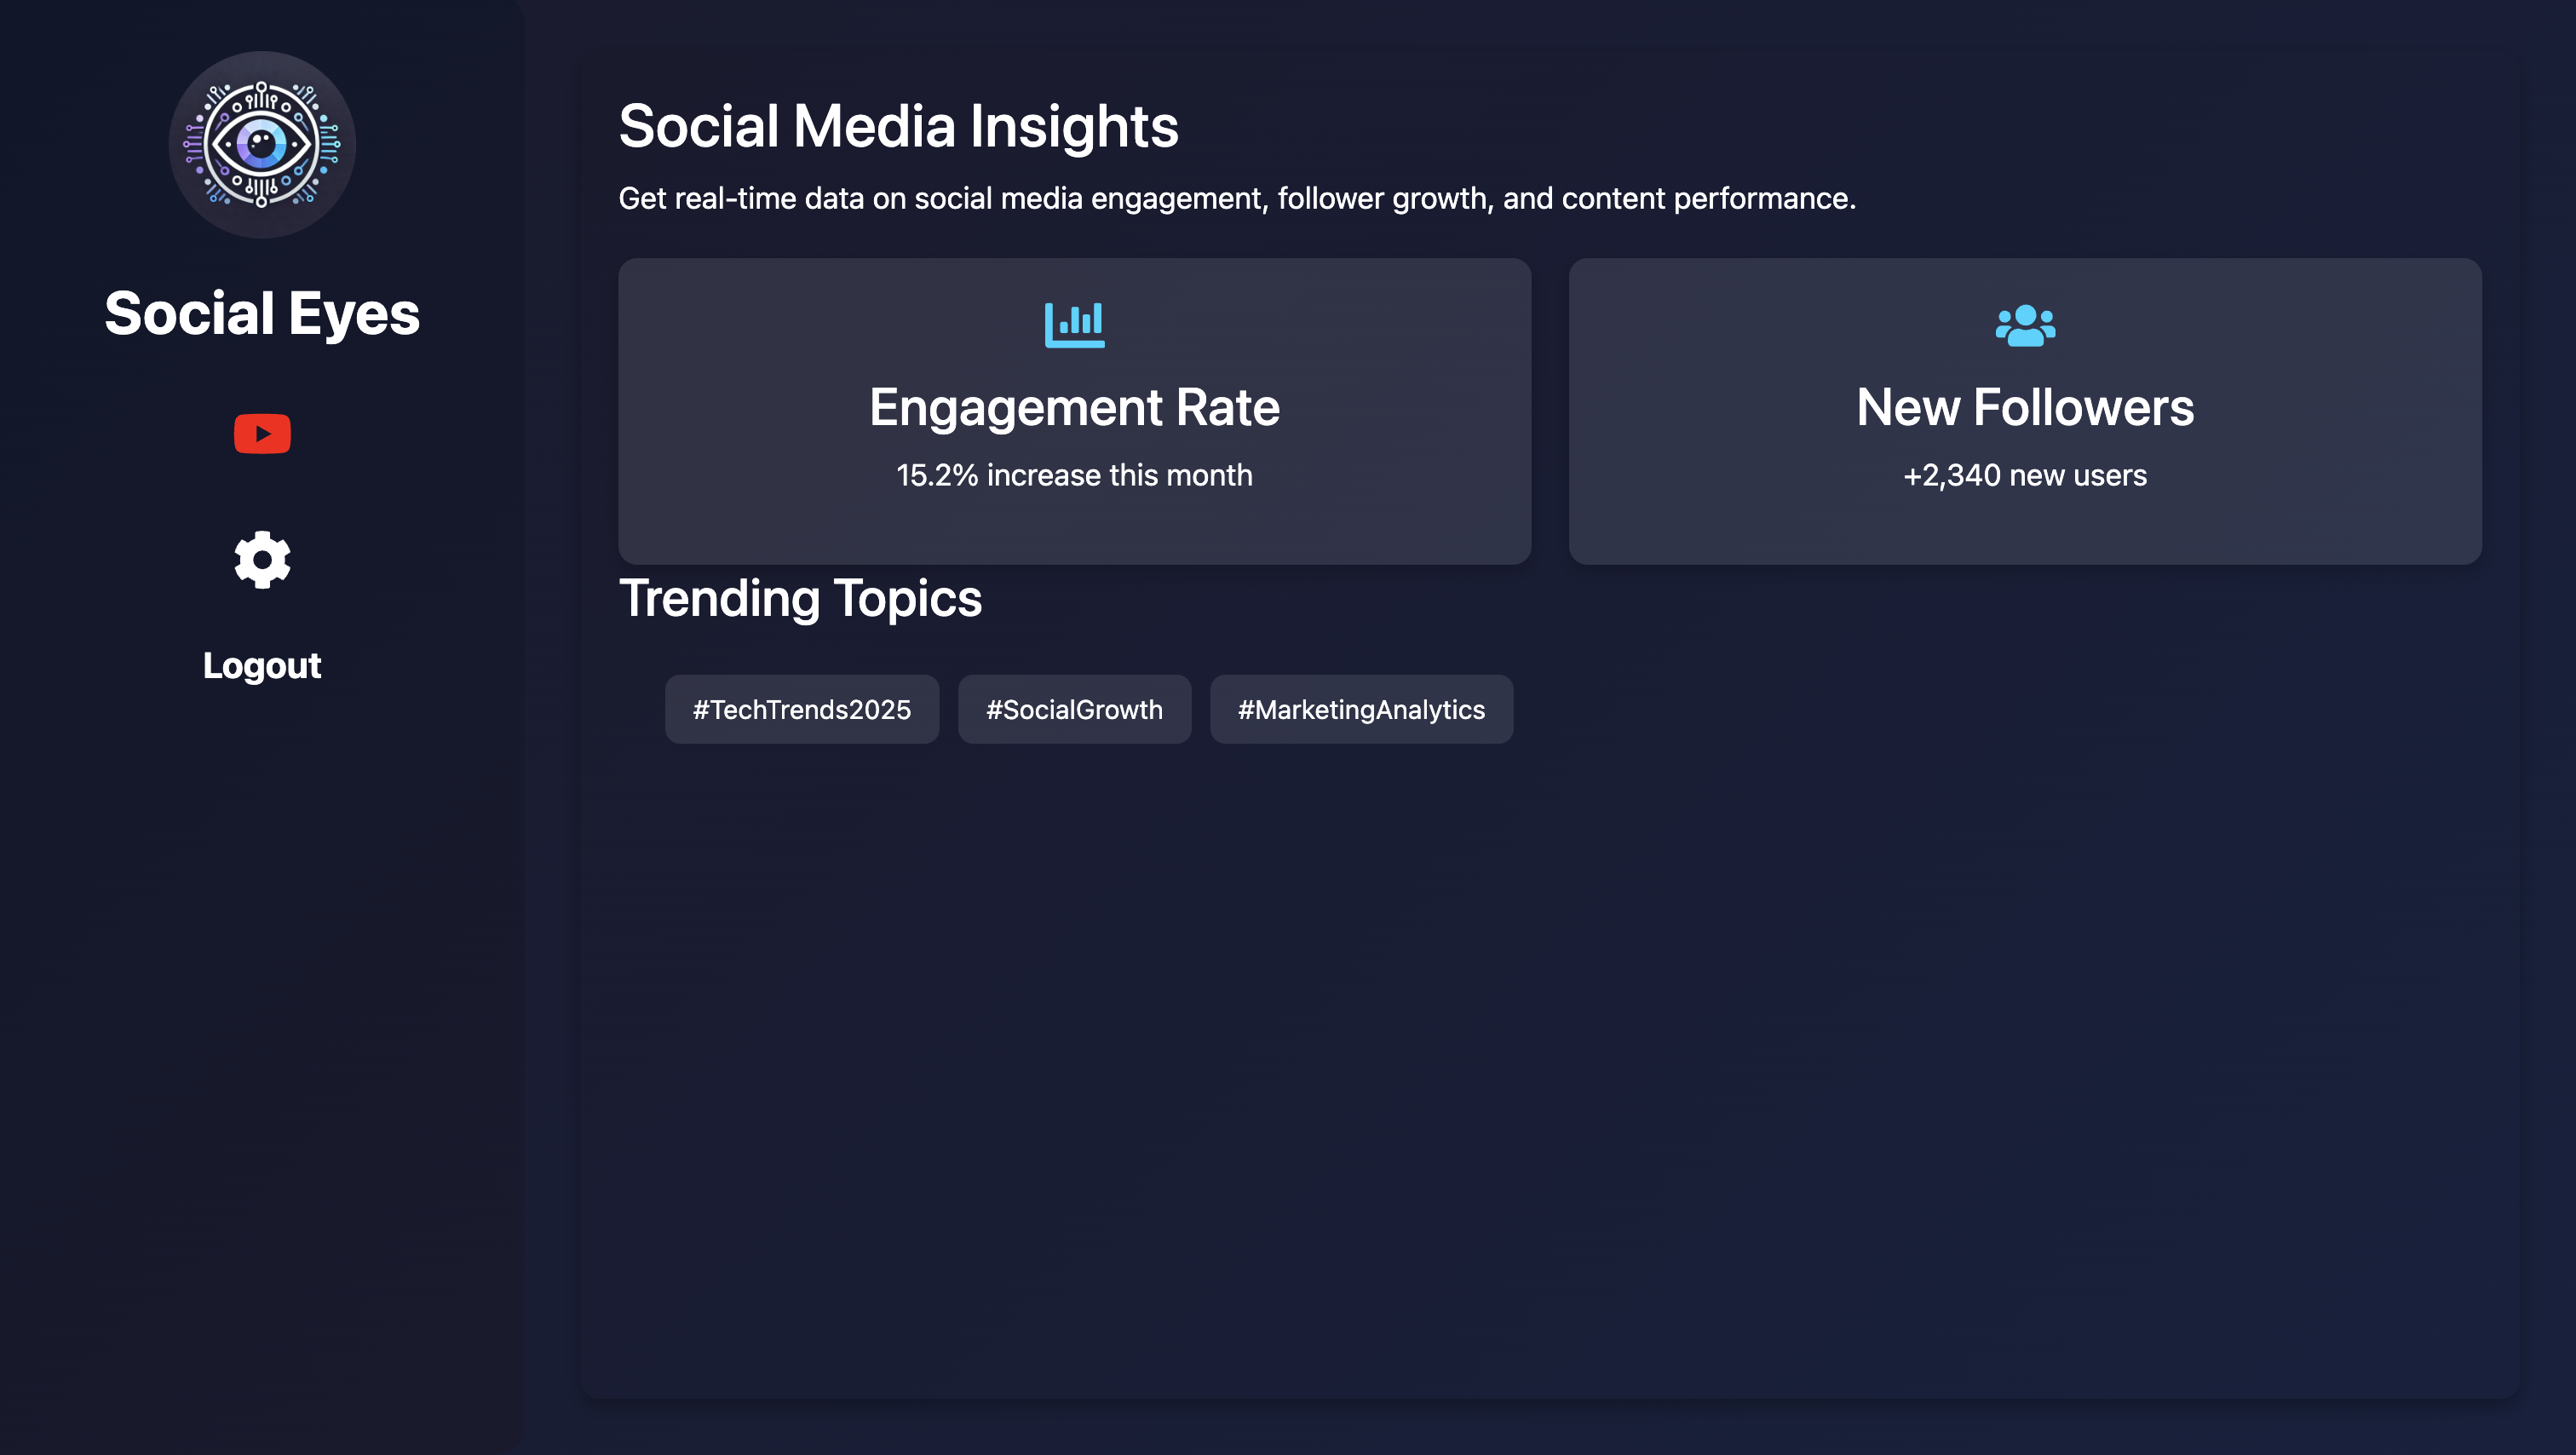 Social Eyes
Logout
Social Media Insights
Get real-time data on social media engagement, follower growth, and content performance.
Engagement Rate
15.2% increase this month
New Followers
+2,340 new users
Trending Topics
#TechTrends2025
#SocialGrowth
#MarketingAnalytics